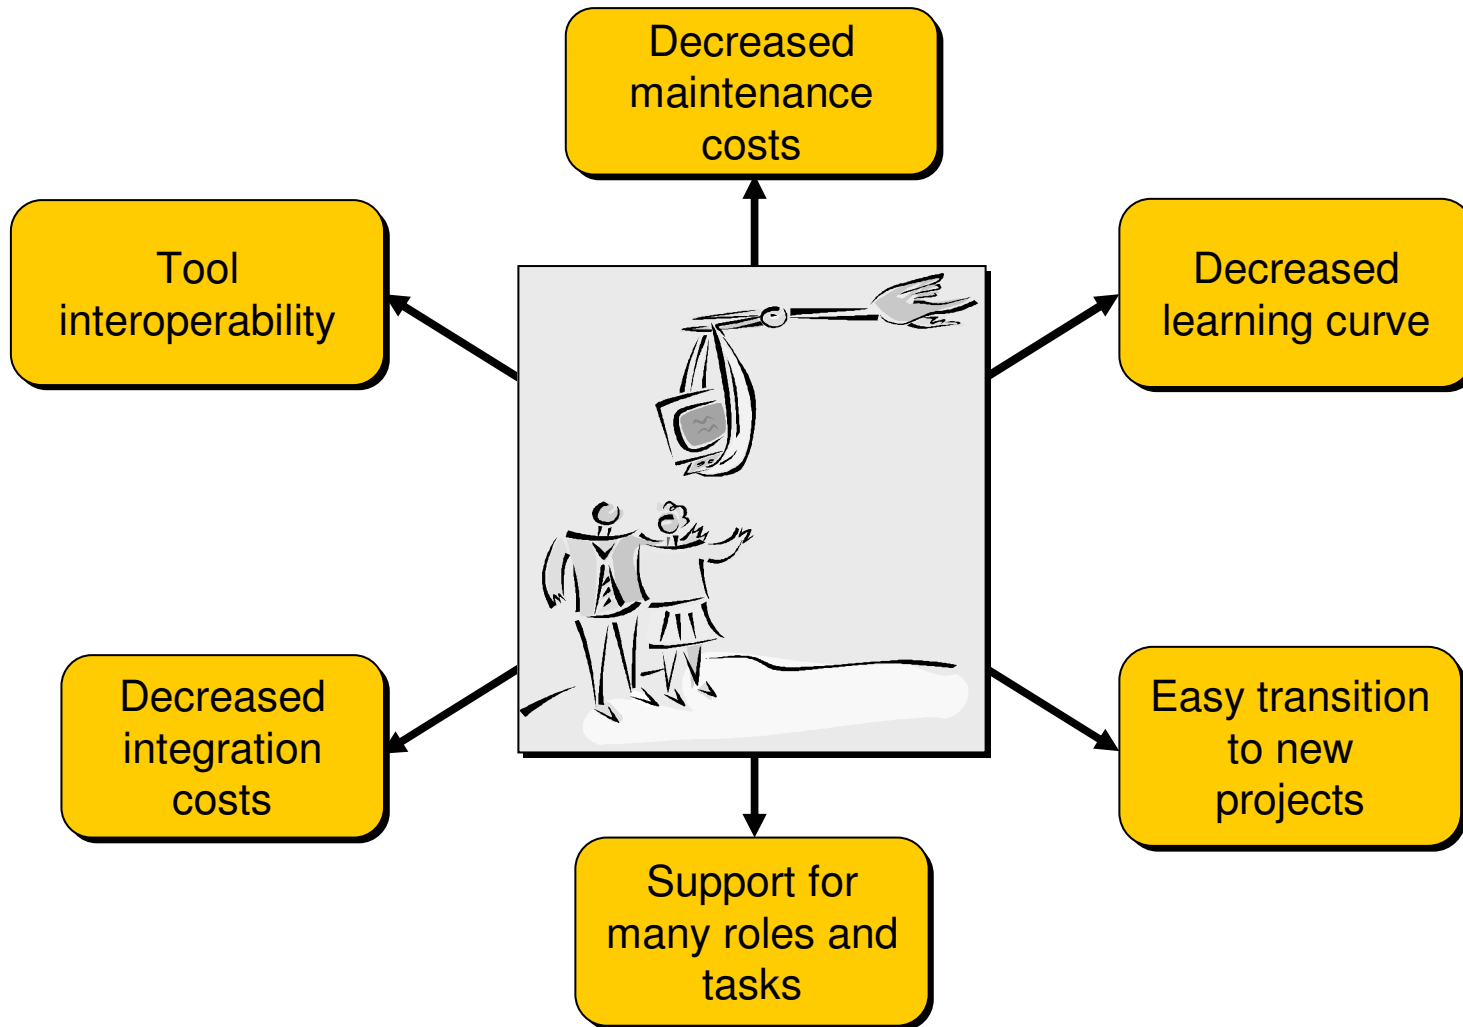 Decreased
maintenance
costs
Tool
interoperability
Decreased
learning curve
Decreased
integration
costs
Easy transition
to new
projects
Support for
many roles and
tasks